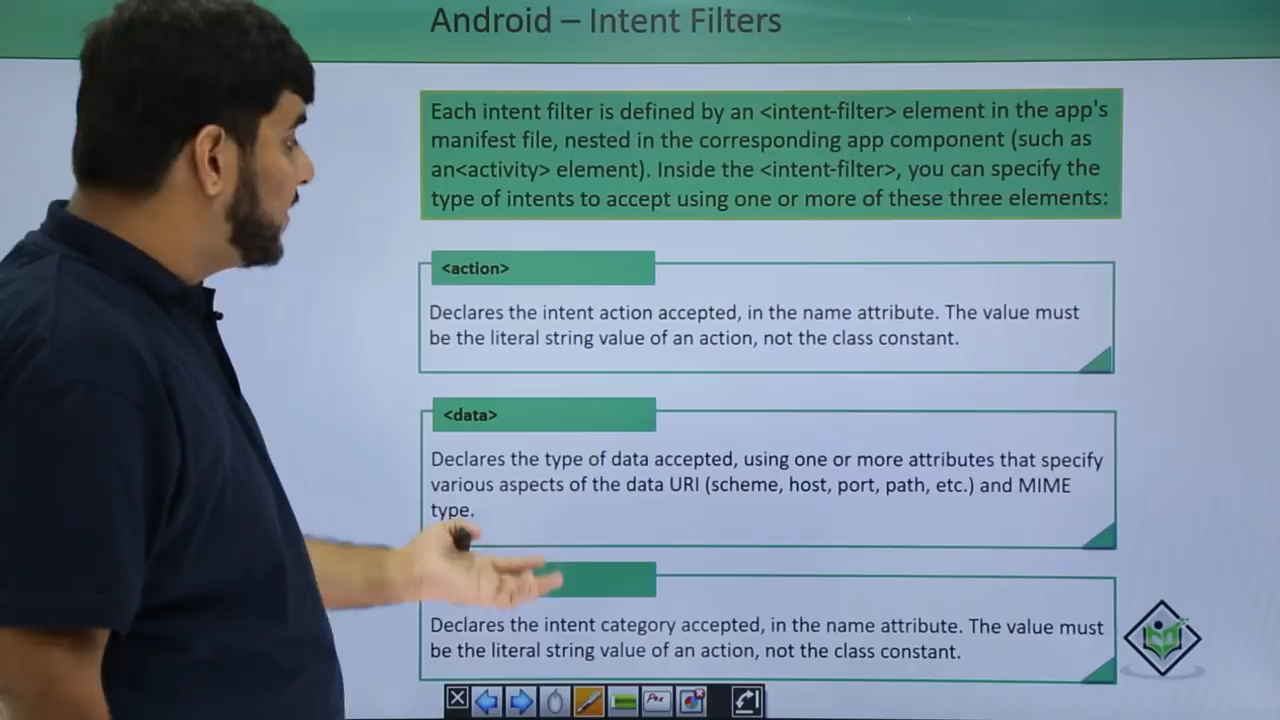 Android – Intent Filters
Each intent filter is defined by an <intent-filter> element in the app's
manifest file, nested in the corresponding app component (such as
an<activity> element). Inside the <intent-filter>, you can specify the
type of intents to accept using one or more of these three elements:
<action>
Declares the intent action accepted, in the name attribute. The value must
be the literal string value of an action, not the class constant.
<data>
Declares the type of data accepted, using one or more attributes that specify
various aspects of the data URI (scheme, host, port, path, etc.) and MIME
type.
Declares the intent category accepted, in the name attribute. The value must
be the literal string value of an action, not the class constant.